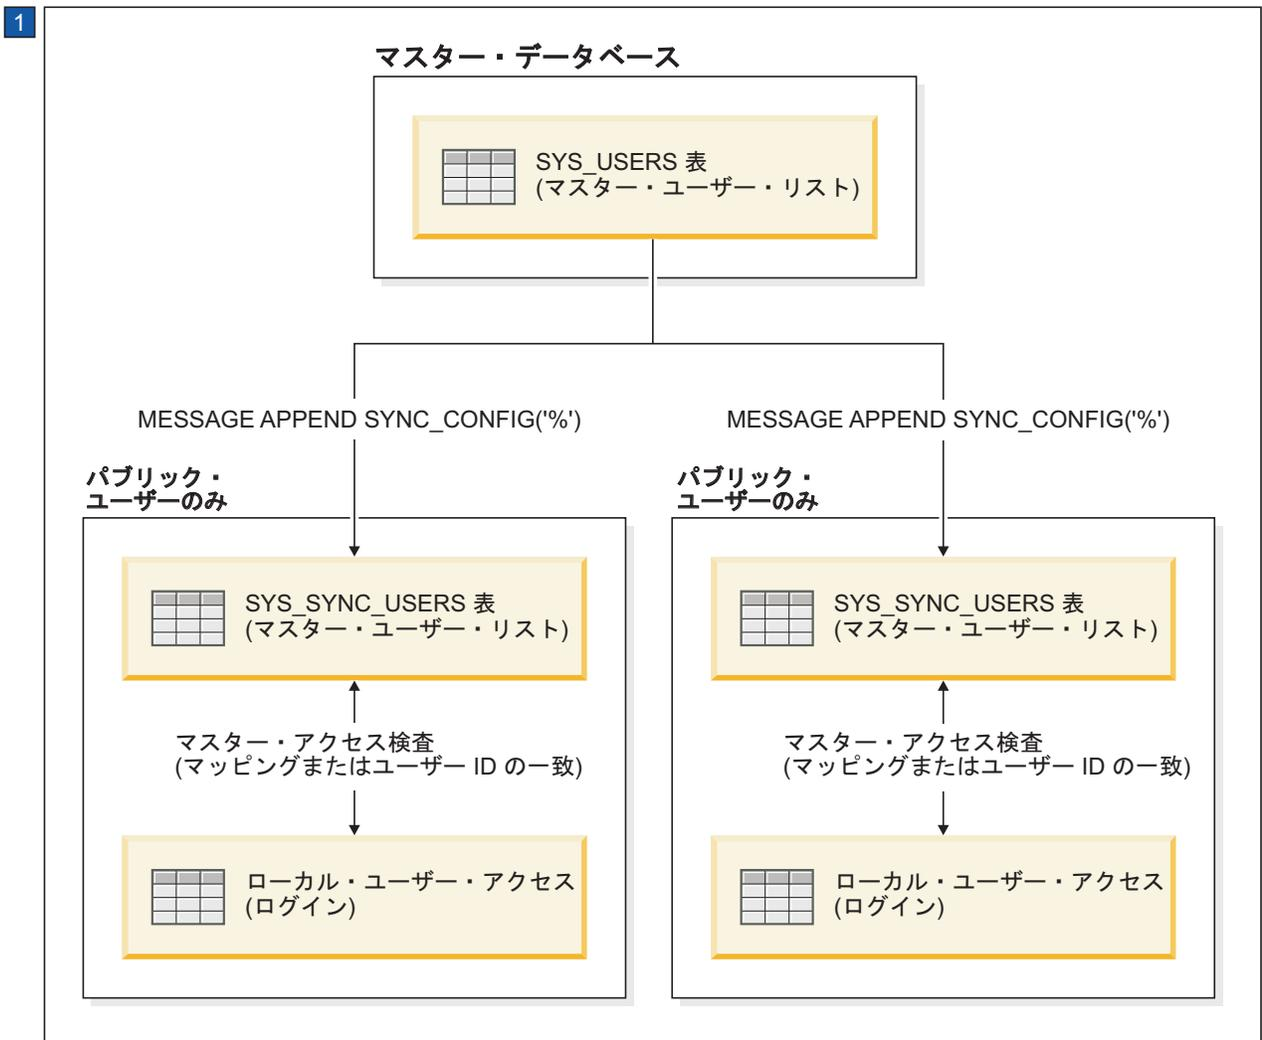 1
マスター・データベース
SYS_USERS 表
(マスター・ユーザー・リスト)
MESSAGE APPEND SYNC_CONFIG('%')
MESSAGE APPEND SYNC_CONFIG('%')
パブリック・
ユーザーのみ
SYS_SYNC_USERS 表
(マスター・ユーザー・リスト)
マスター・アクセス検査
(マッピングまたはユーザー ID の一致)
ローカル・ユーザー・アクセス
(ログイン)
パブリック・
ユーザーのみ
SYS_SYNC_USERS 表
(マスター・ユーザー・リスト)
マスター・アクセス検査
(マッピングまたはユーザー ID の一致)
ローカル・ユーザー・アクセス
(ログイン)